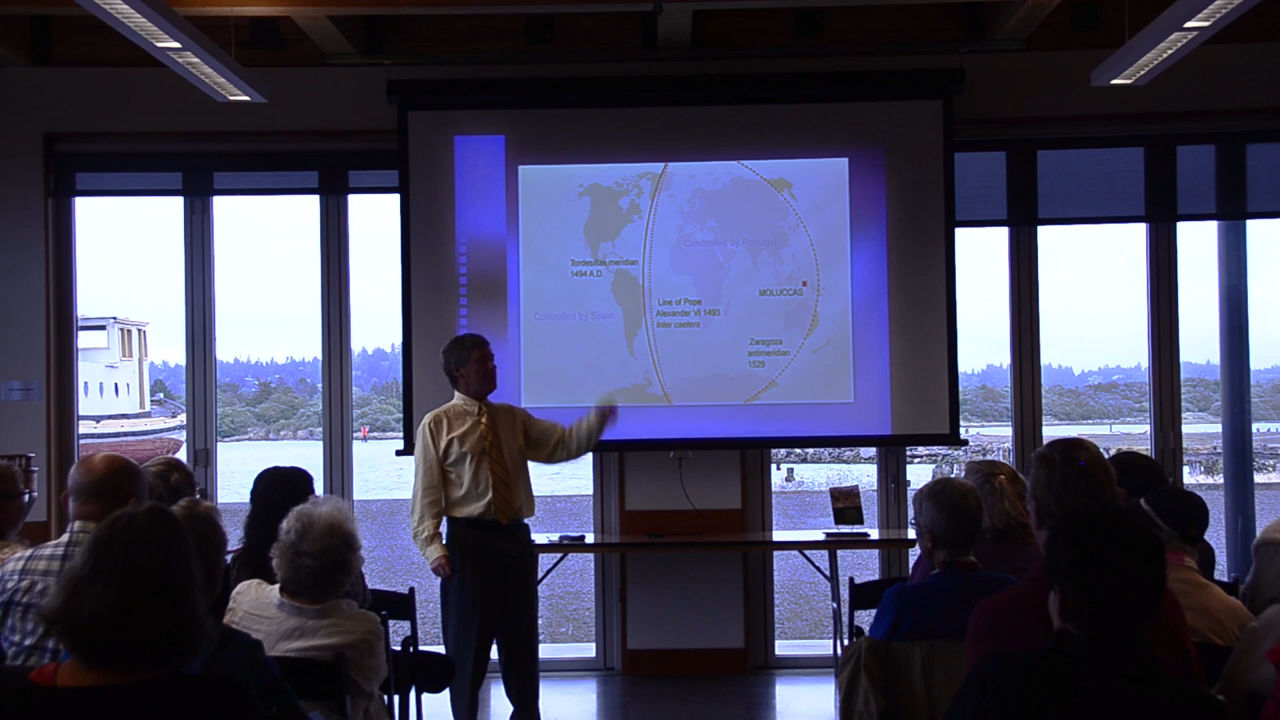 Controlled by Portugal
Tordesillas meridian
1494 A.D.
MOLUCCAS
Line of Pope
Alexander VI 1493
Inter caetera
Controlled by Spain
Zaragoza
antimeridian
1529